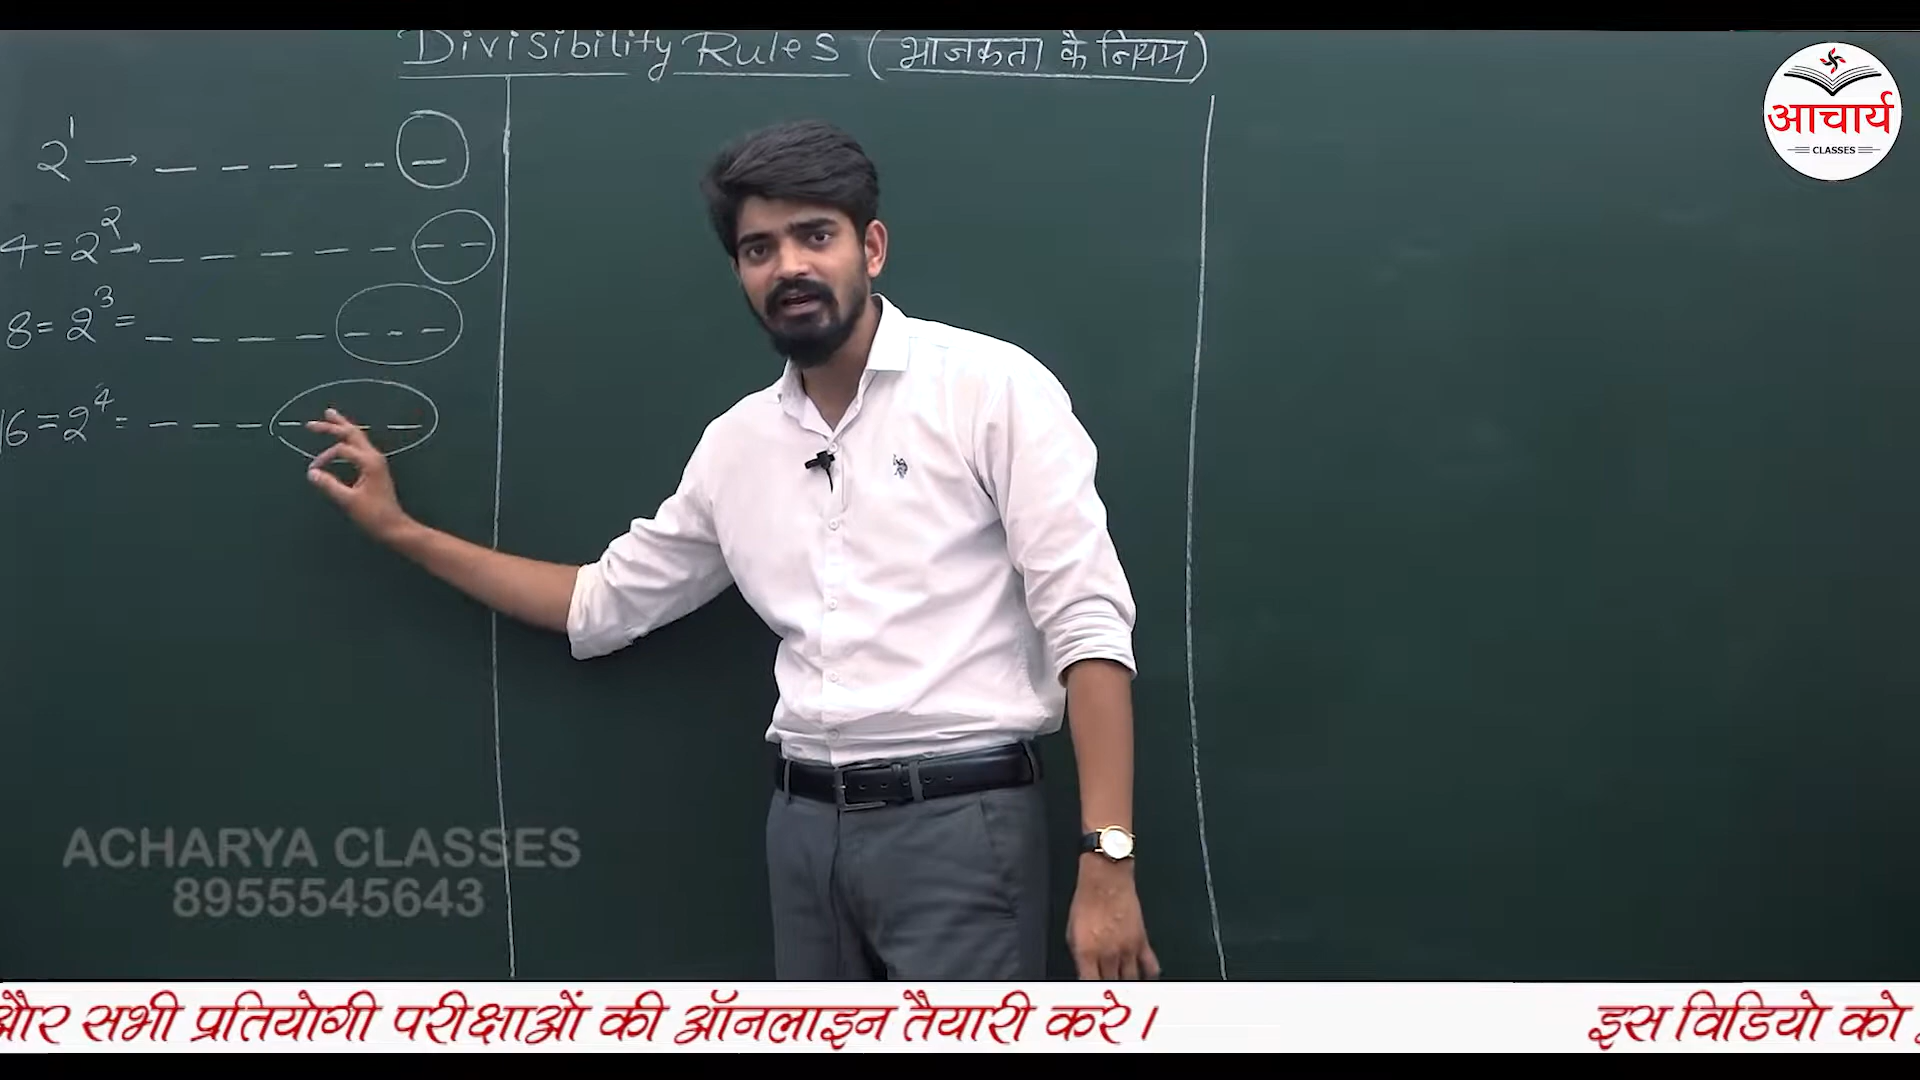 Divisibility Rules (भाजकता के नियम)
2¹ → _ _ _ _ _ _
4 = 2² → _ _ _ _ _ _ _
8 = 2³ = _ _ _ _ _ _ _
16 = 2⁴ = _ _ _ _ _ _ _
आचार्य
CLASSES
ACHARYA CLASSES
8955545643
और सभी प्रतियोगी परीक्षाओं की ऑनलाइन तैयारी करे । इस विडियो को